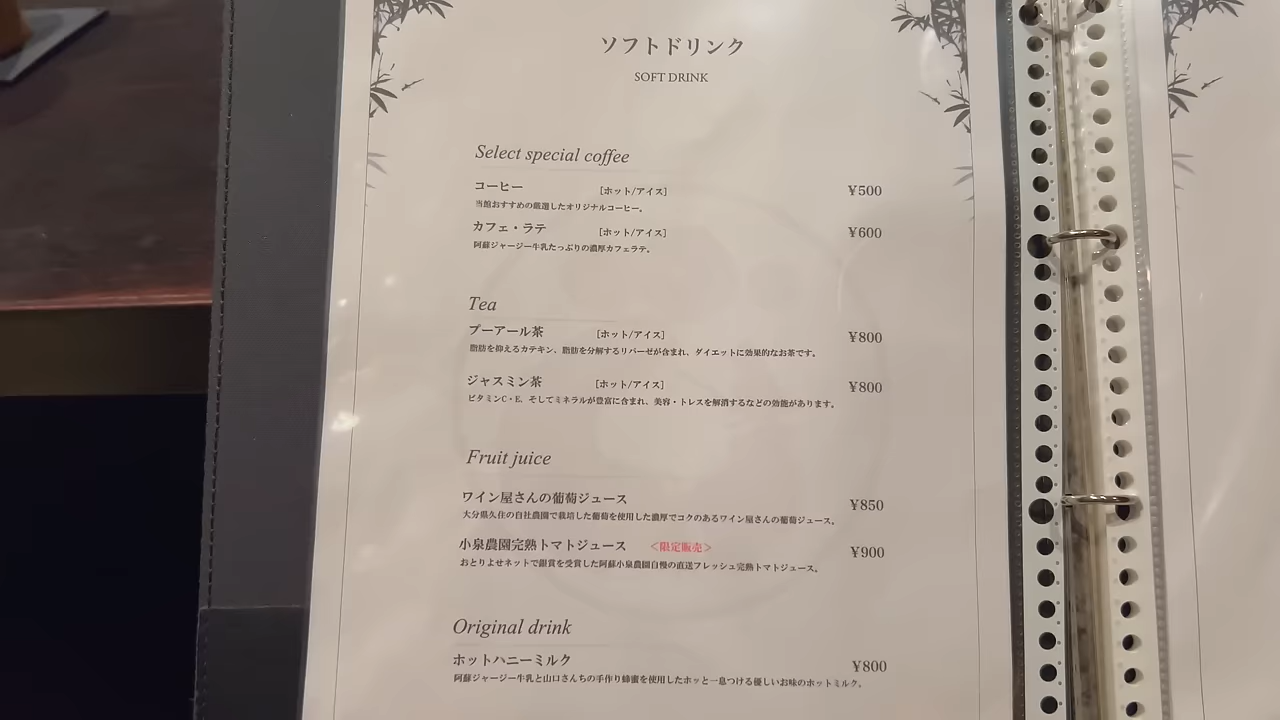 ソフトドリンク
SOFT DRINK
Select special coffee
コーヒー [ホット/アイス] ¥500
当館おすすめの厳選したオリジナルコーヒー。
カフェ・ラテ [ホット/アイス] ¥600
阿蘇ジャージー牛乳たっぷりの濃厚カフェラテ。
Tea
プーアール茶 [ホット/アイス] ¥800
脂肪を抑えるカテキン、脂肪を分解するリパーゼが含まれ、ダイエットに効果的なお茶です。
ジャスミン茶 [ホット/アイス] ¥800
ビタミンC・E、そしてミネラルが豊富に含まれ、美容・トレスを解消するなどの効能があります。
Fruit juice
ワイン屋さんの葡萄ジュース ¥850
大分県久住の自社農園で栽培した葡萄を使用した濃厚でコクのあるワイン屋さんの葡萄ジュース。
小泉農園完熟トマトジュース <限定販売> ¥900
おとりよせネットで銀賞を受賞した阿蘇小泉農園自慢の直送フレッシュ完熟トマトジュース。
Original drink
ホットハニーミルク ¥800
阿蘇ジャージー牛乳と山口さんちの手作り蜂蜜を使用したホッと一息つける優しいお味のホットミルク。